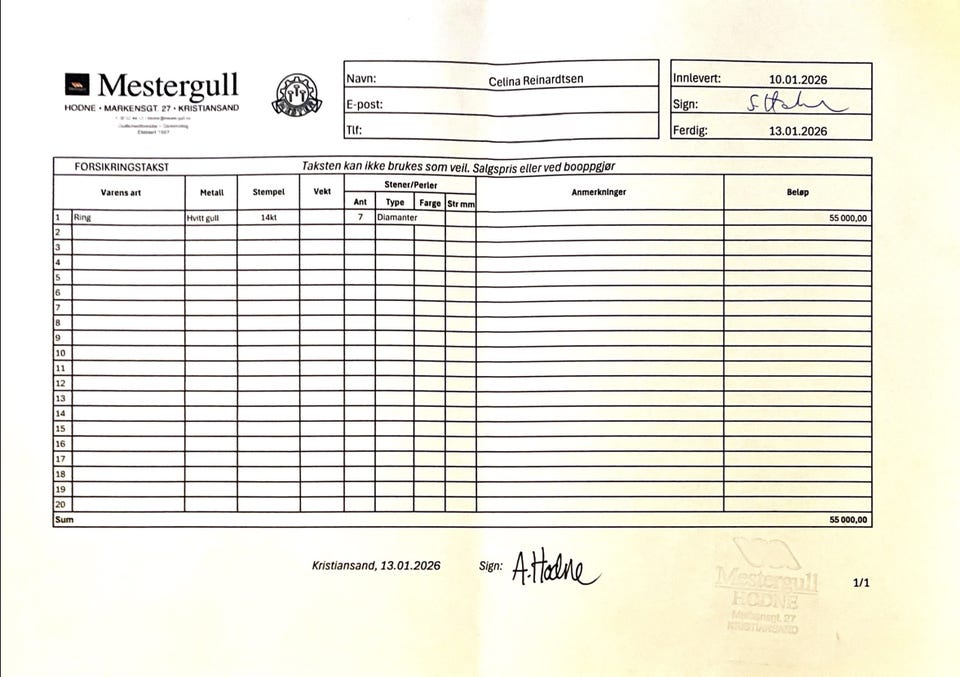 Mestergull
HODNE • MARKENSGT 27 • KRISTIANSAND
Navn: Celina Reinardtsen
E-post:
Tlf:
Innlevert: 10.01.2026
Sign:
Ferdig: 13.01.2026
FORSIKRINGSTAKST Taksten kan ikke brukes som veil. Salgspris eller ved booppgjør
Varens art Metall Stempel Vekt Stener/Perler Anmerkninger Beløp
Ant Type Farge Str mm
1 Ring Hvitt gull 14kt 7 Diamanter 55 000,00
2
3
4
5
6
7
8
9
10
11
12
13
14
15
16
17
18
19
20
Sum 55 000,00
Kristiansand, 13.01.2026 Sign: A.Hodne
Mestergull
HODNE
Markensgt. 27
KRISTIANSAND
1/1